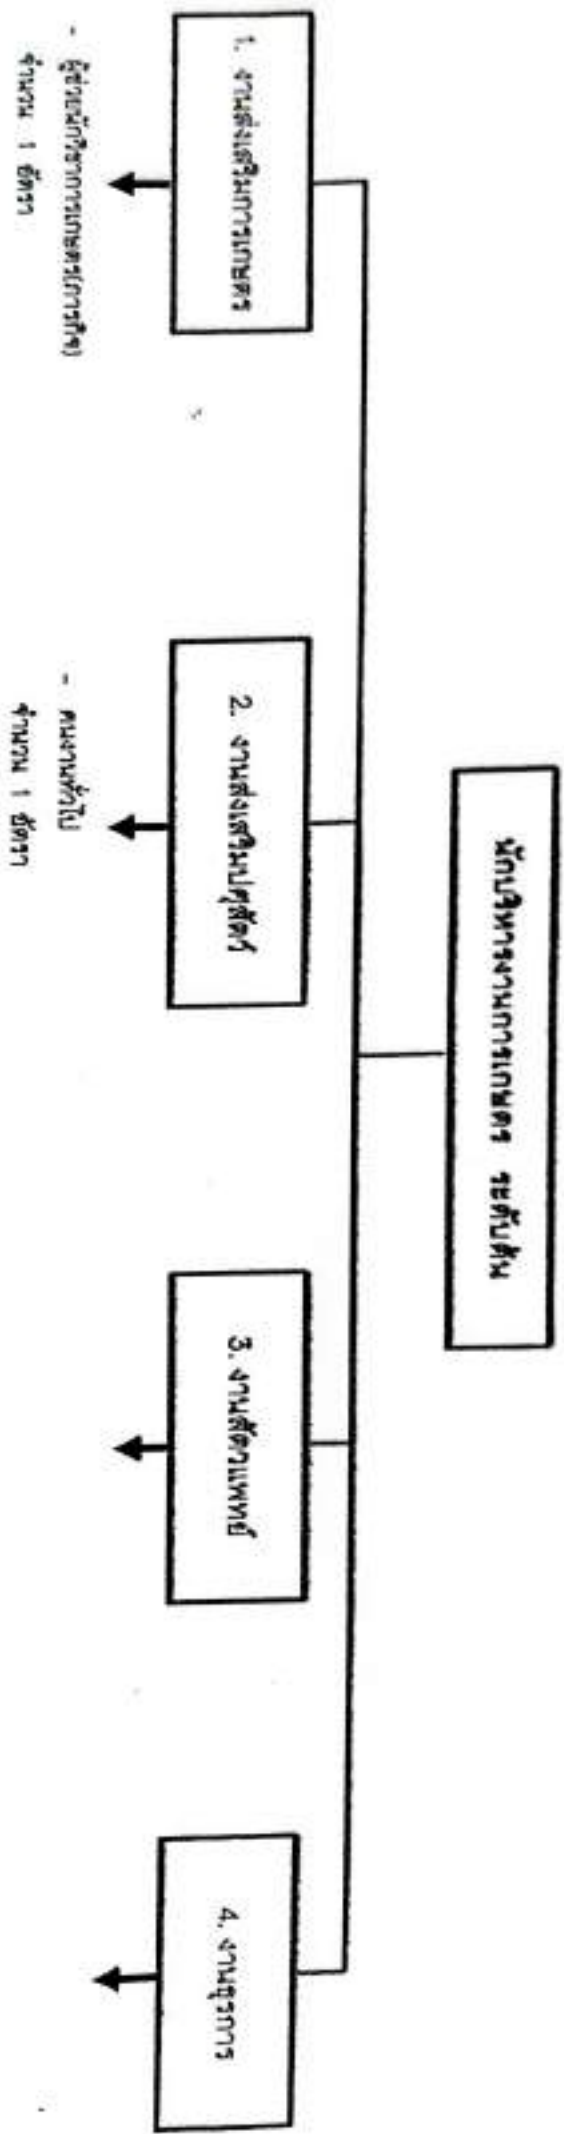 นักบริหารงานการเกษตร ระดับต้น
1. งานส่งเสริมการเกษตร
2. งานส่งเสริมปศุสัตว์
3. งานสัตวแพทย์
4. งานธุรการ
- ผู้ช่วยนักวิชาการเกษตร(ภารกิจ)
จำนวน 1 อัตรา
- คนงานทั่วไป
จำนวน 1 อัตรา